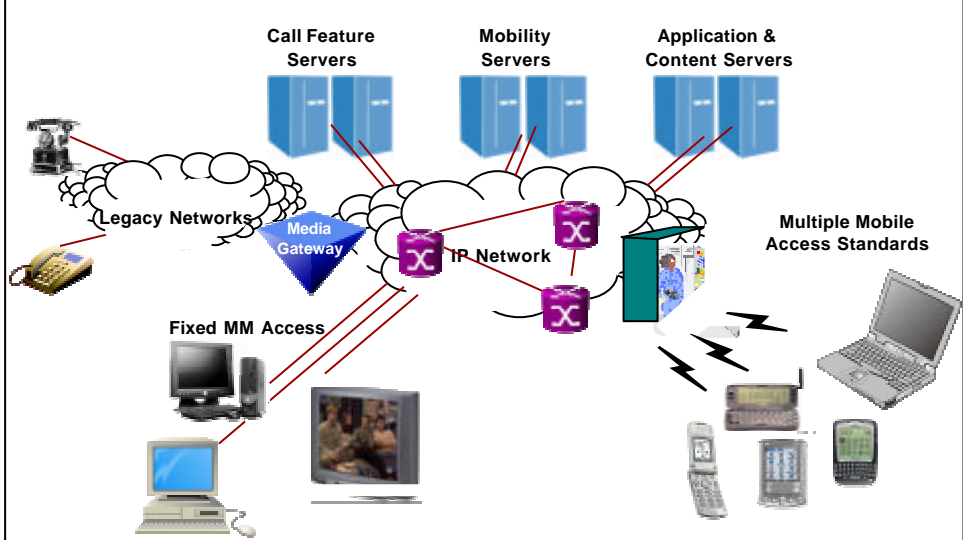 Call Feature
Servers
Mobility
Servers
Application &
Content Servers
Legacy Networks
Media
Gateway
IP Network
Multiple Mobile
Access Standards
Fixed MM Access